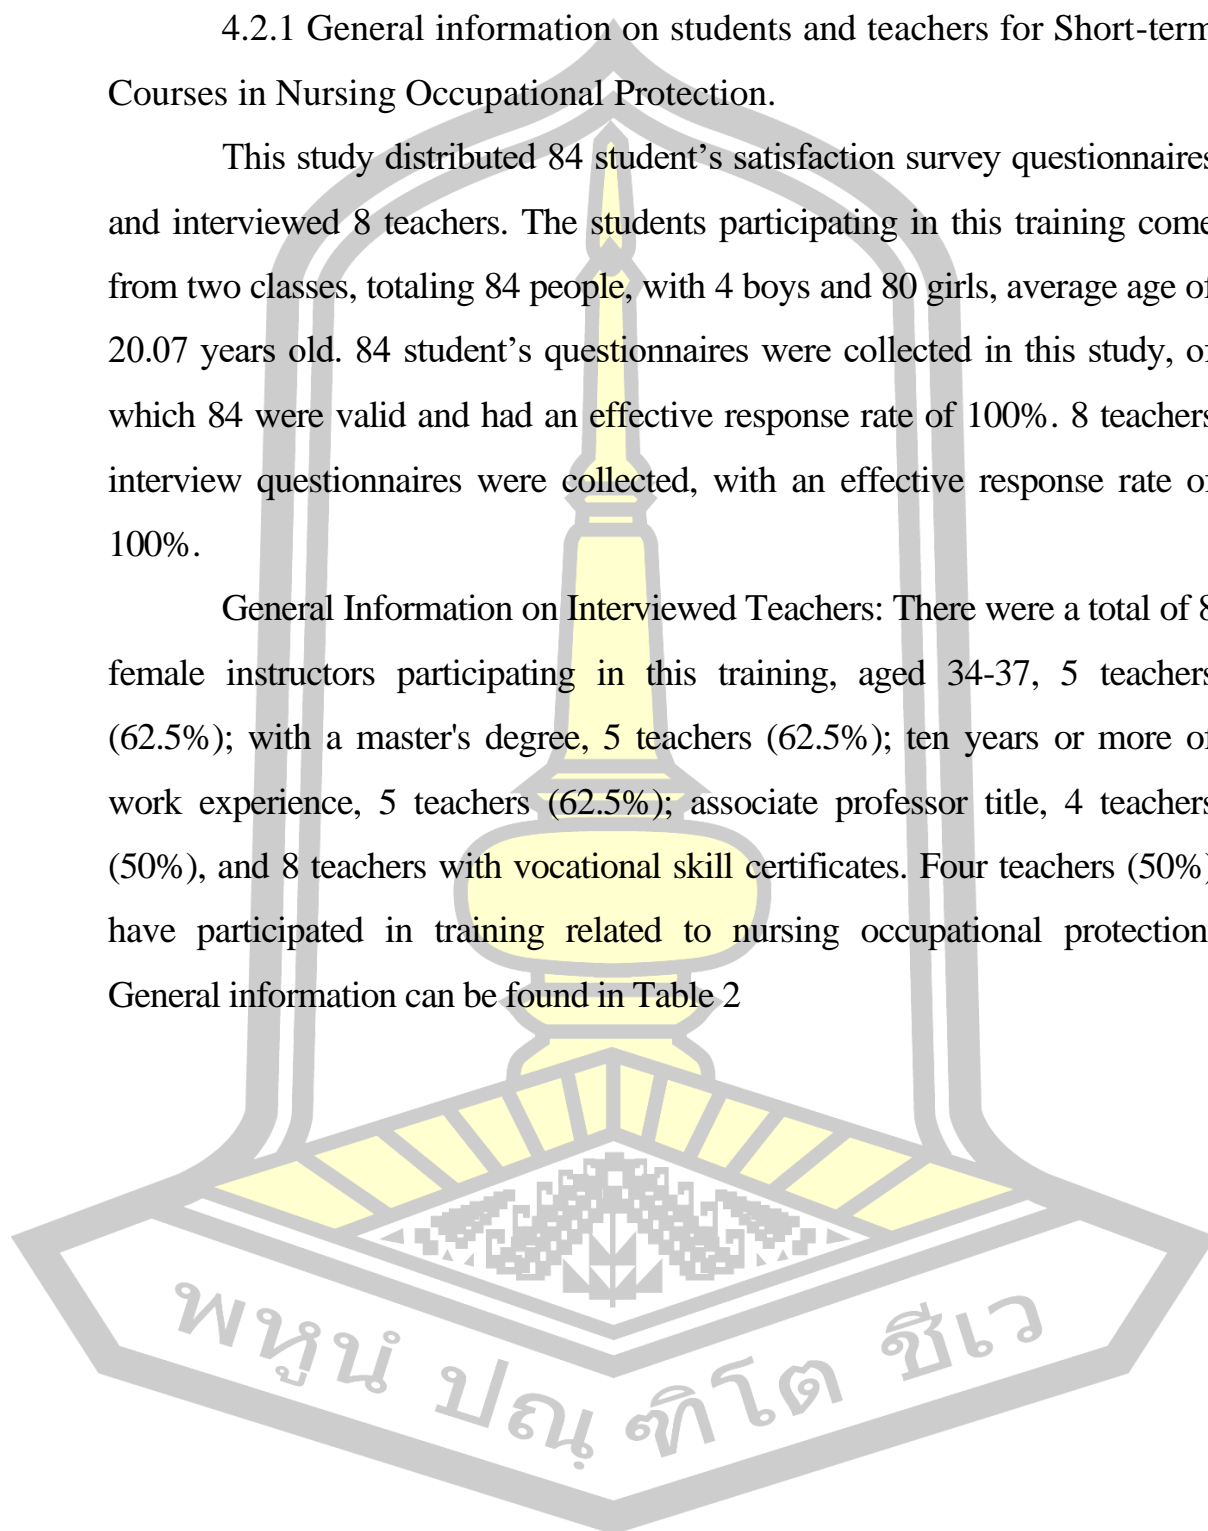 4.2.1 General information on students and teachers for Short-term
Courses in Nursing Occupational Protection.
This study distributed 84 student’s satisfaction survey questionnaires
and interviewed 8 teachers. The students participating in this training come
from two classes, totaling 84 people, with 4 boys and 80 girls, average age of
20.07 years old. 84 student’s questionnaires were collected in this study, of
which 84 were valid and had an effective response rate of 100%. 8 teachers
interview questionnaires were collected, with an effective response rate of
100%.
General Information on Interviewed Teachers: There were a total of 8
female instructors participating in this training, aged 34-37, 5 teachers
(62.5%); with a master's degree, 5 teachers (62.5%); ten years or more of
work experience, 5 teachers (62.5%); associate professor title, 4 teachers
(50%), and 8 teachers with vocational skill certificates. Four teachers (50%)
have participated in training related to nursing occupational protection
General information can be found in Table 2
พหูนํ ปณฺฑิโต ชีเว